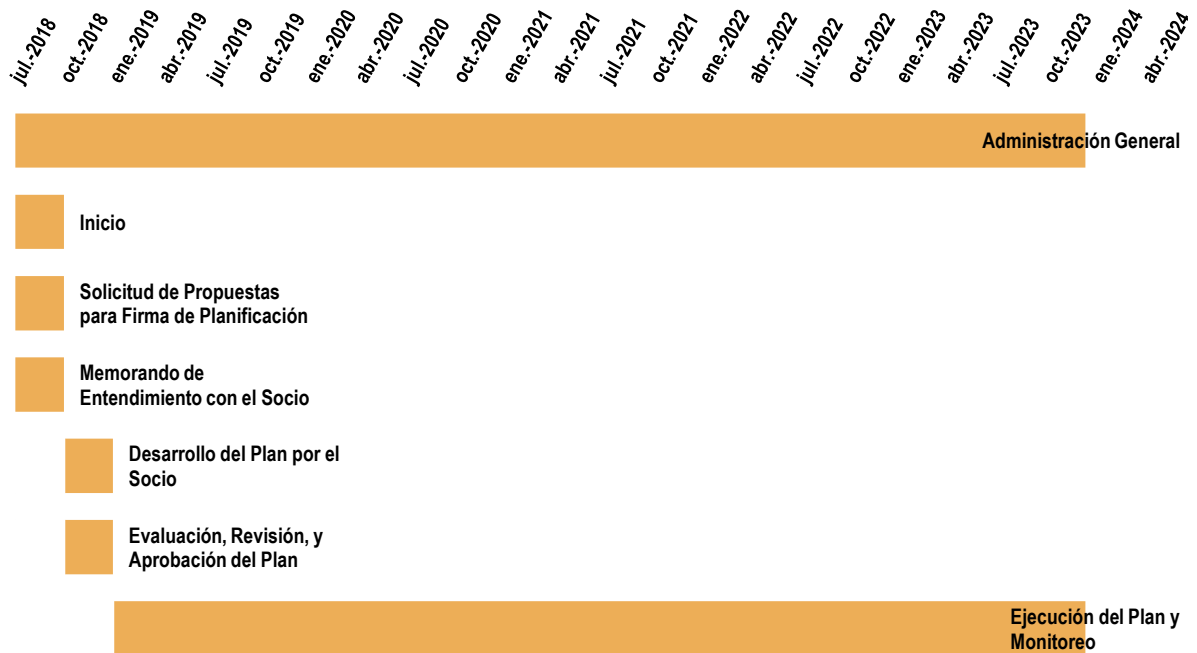 jul.-2018
oct.-2018
ene.-2019
abr.-2019
jul.-2019
oct.-2019
ene.-2020
abr.-2020
jul.-2020
oct.-2020
ene.-2021
abr.-2021
jul.-2021
oct.-2021
ene.-2022
abr.-2022
jul.-2022
oct.-2022
ene.-2023
abr.-2023
jul.-2023
oct.-2023
ene.-2024
abr.-2024
Administración General
Inicio
Solicitud de Propuestas
para Firma de Planificación
Memorando de
Entendimiento con el Socio
Desarrollo del Plan por el
Socio
Evaluación, Revisión, y
Aprobación del Plan
Ejecución del Plan y
Monitoreo